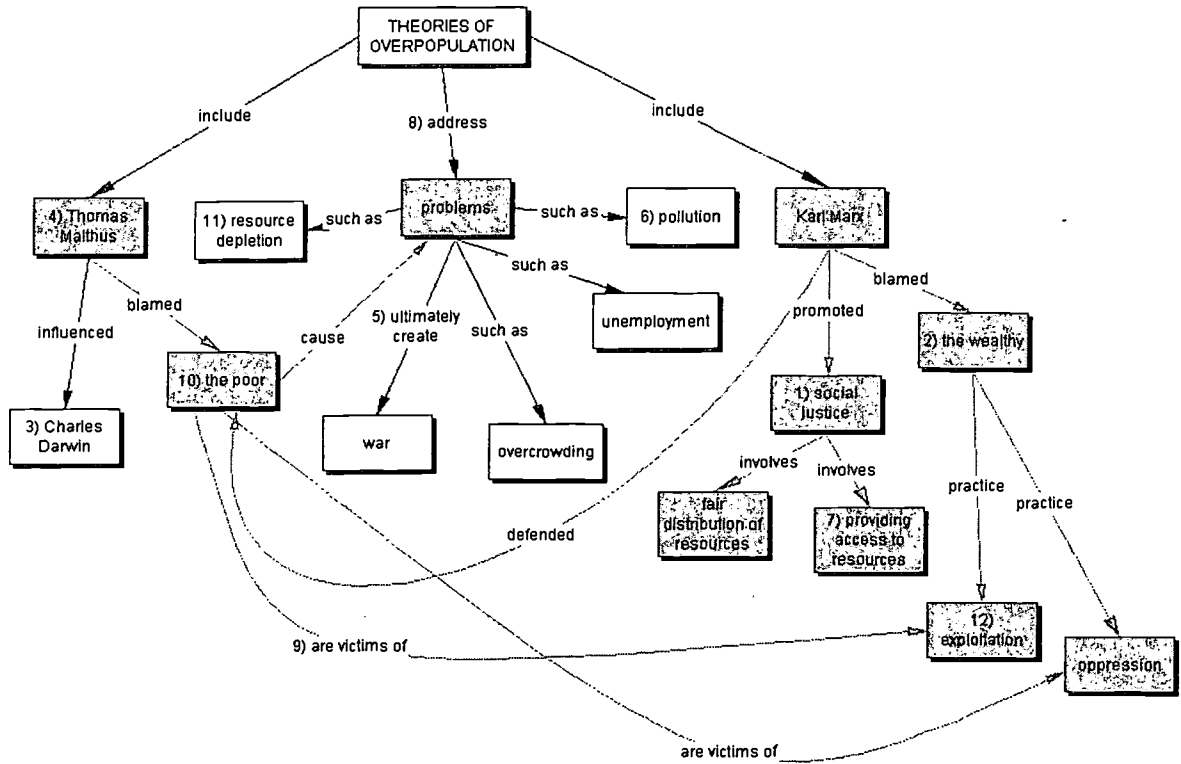 THEORIES OF
OVERPOPULATION
include
8) address
include
4) Thomas
Malthus
11) resource
depletion
such as
problems
such as
6) pollution
Karl Marx
such as
blamed
blamed
influenced
5) ultimately
create
such as
unemployment
promoted
2) the wealthy
cause
10) the poor
1) social
justice
3) Charles
Darwin
war
overcrowding
involves
involves
practice
practice
fair
distribution of
resources
7) providing
access to
resources
defended
12)
exploitation
9) are victims of
oppression
are victims of